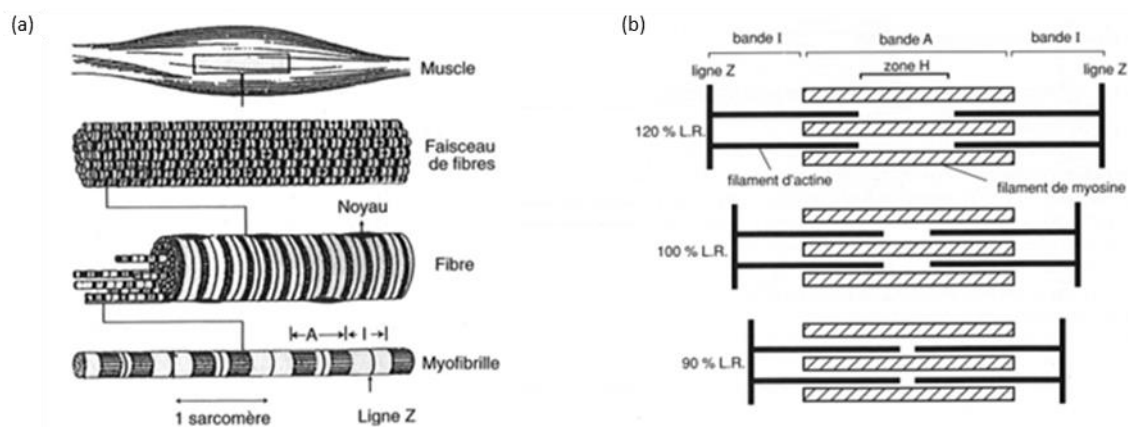 (a)
Muscle
Faisceau
de fibres
Noyau
Fibre
A
I
Myofibrille
1 sarcomère
Ligne Z
(b)
bande I
bande A
bande I
ligne Z
zone H
ligne Z
120 % L.R.
filament d'actine
filament de myosine
100 % L.R.
90 % L.R.